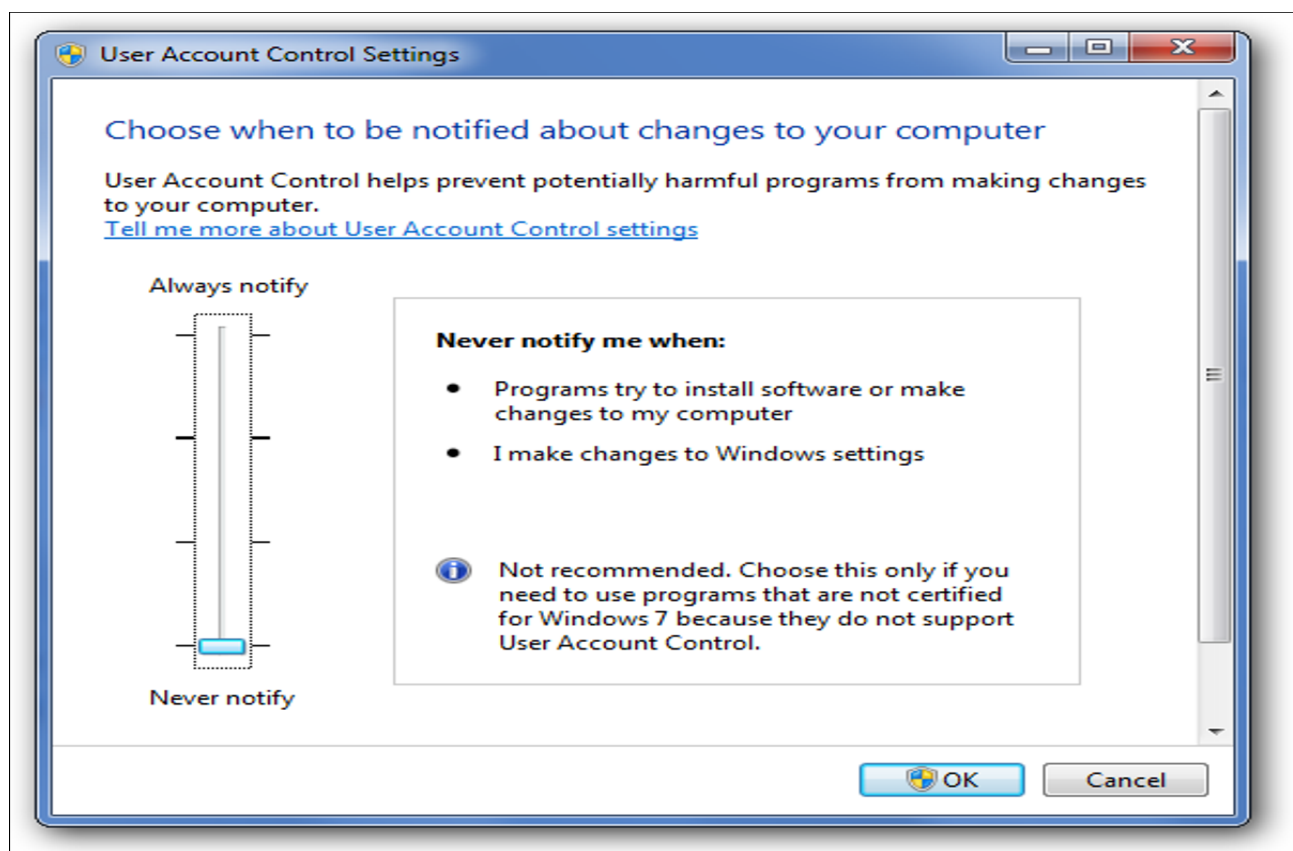 User Account Control Settings
Choose when to be notified about changes to your computer
User Account Control helps prevent potentially harmful programs from making changes
to your computer.
Tell me more about User Account Control settings
Always notify
Never notify me when:
• Programs try to install software or make
changes to my computer
• I make changes to Windows settings
Not recommended. Choose this only if you
need to use programs that are not certified
for Windows 7 because they do not support
User Account Control.
Never notify
OK
Cancel